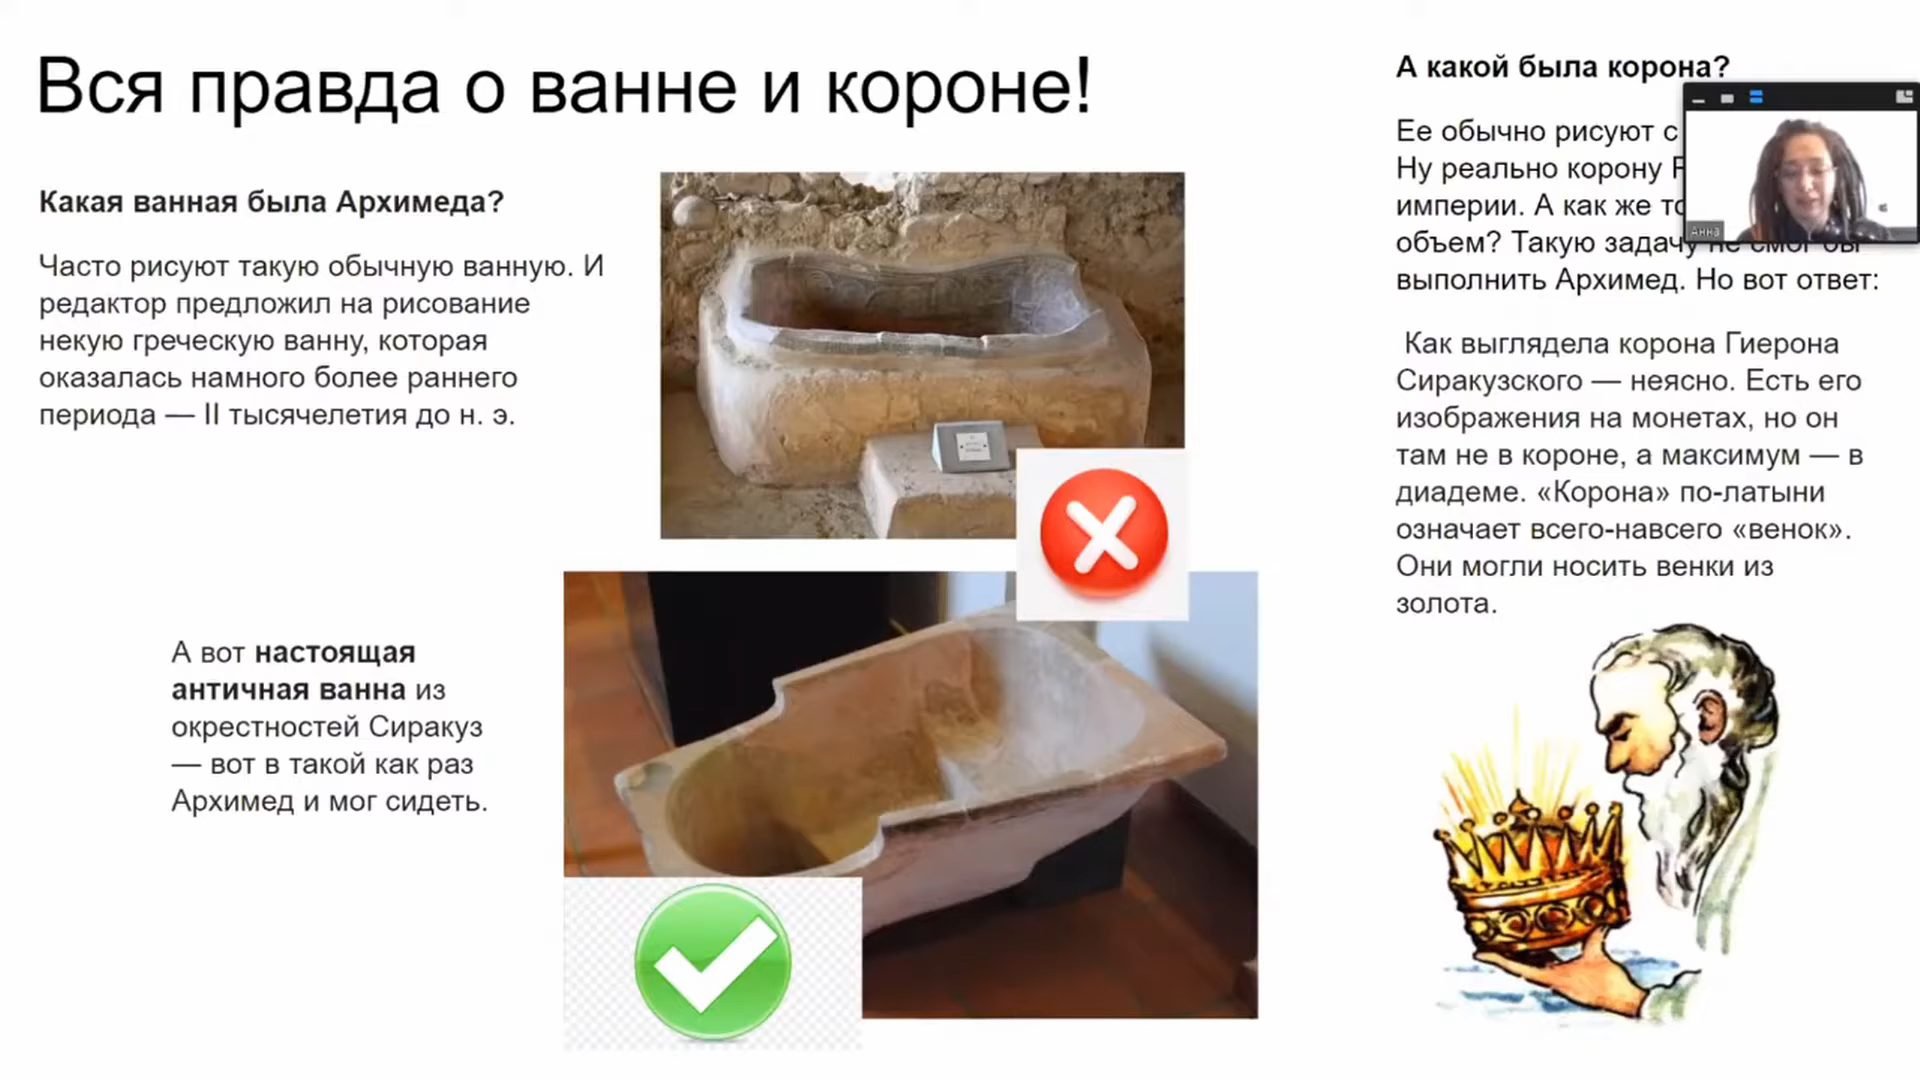 Вся правда о ванне и короне!
Какая ванная была Архимеда?
Часто рисуют такую обычную ванную. И
редактор предложил на рисование
некую греческую ванну, которая
оказалась намного более раннего
периода — II тысячелетия до н. э.
А вот настоящая
античная ванна из
окрестностей Сиракуз
— вот в такой как раз
Архимед и мог сидеть.
А какой была корона?
Ее обычно рисуют с
Ну реально корону
империи. А как же
объем? Такую задачу не смог бы
выполнить Архимед. Но вот ответ:
Как выглядела корона Гиерона
Сиракузского — неясно. Есть его
изображения на монетах, но он
там не в короне, а максимум — в
диадеме. «Корона» по-латыни
означает всего-навсего «венок».
Они могли носить венки из
золота.
Анна